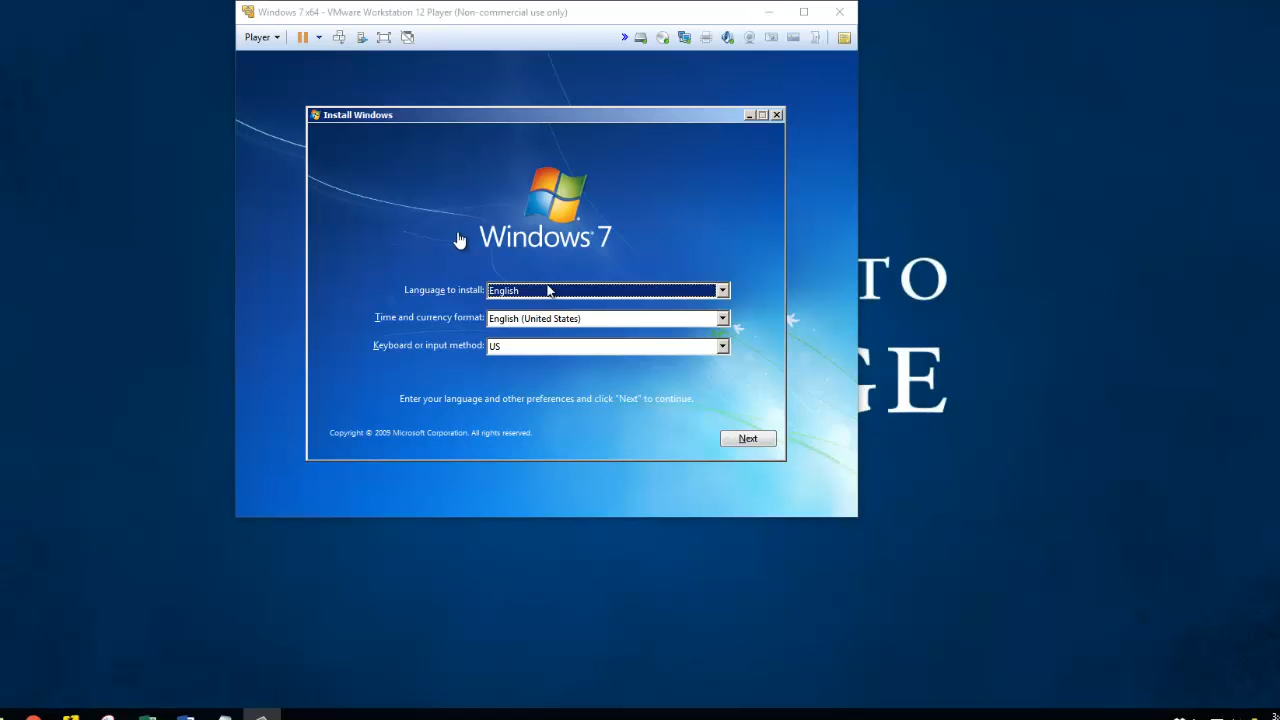 Windows 7 x64 - VMware Workstation 12 Player (Non-commercial use only)
Player
Install Windows
Windows 7
Language to install: English
Time and currency format: English (United States)
Keyboard or input method: US
Enter your language and other preferences and click "Next" to continue.
Copyright © 2009 Microsoft Corporation. All rights reserved.
Next
TO
GE